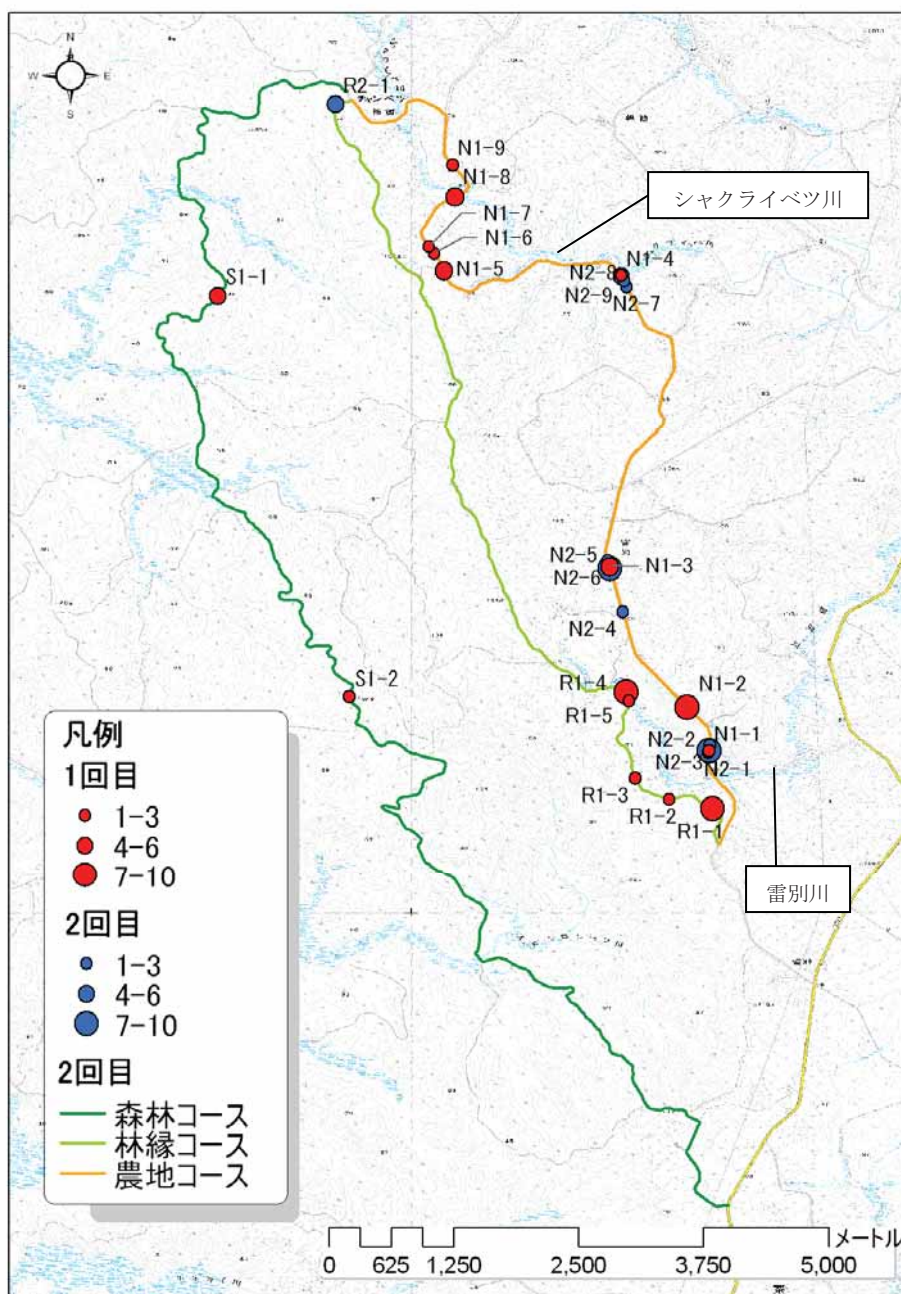 N
W E
S
R2-1
N1-9
N1-8
シャクライベツ川
N1-7
N1-6
N1-5
N1-4
N2-8
N2-9
N2-7
S1-1
N2-5
N1-3
N2-6
N2-4
S1-2
R1-4
N1-2
R1-5
N2-2
N1-1
N2-3
N2-1
R1-3
R1-2
R1-1
雷別川
凡例
1回目
1-3
4-6
7-10
2回目
1-3
4-6
7-10
2回目
森林コース
林縁コース
農地コース
メートル
0 625 1,250 2,500 3,750 5,000